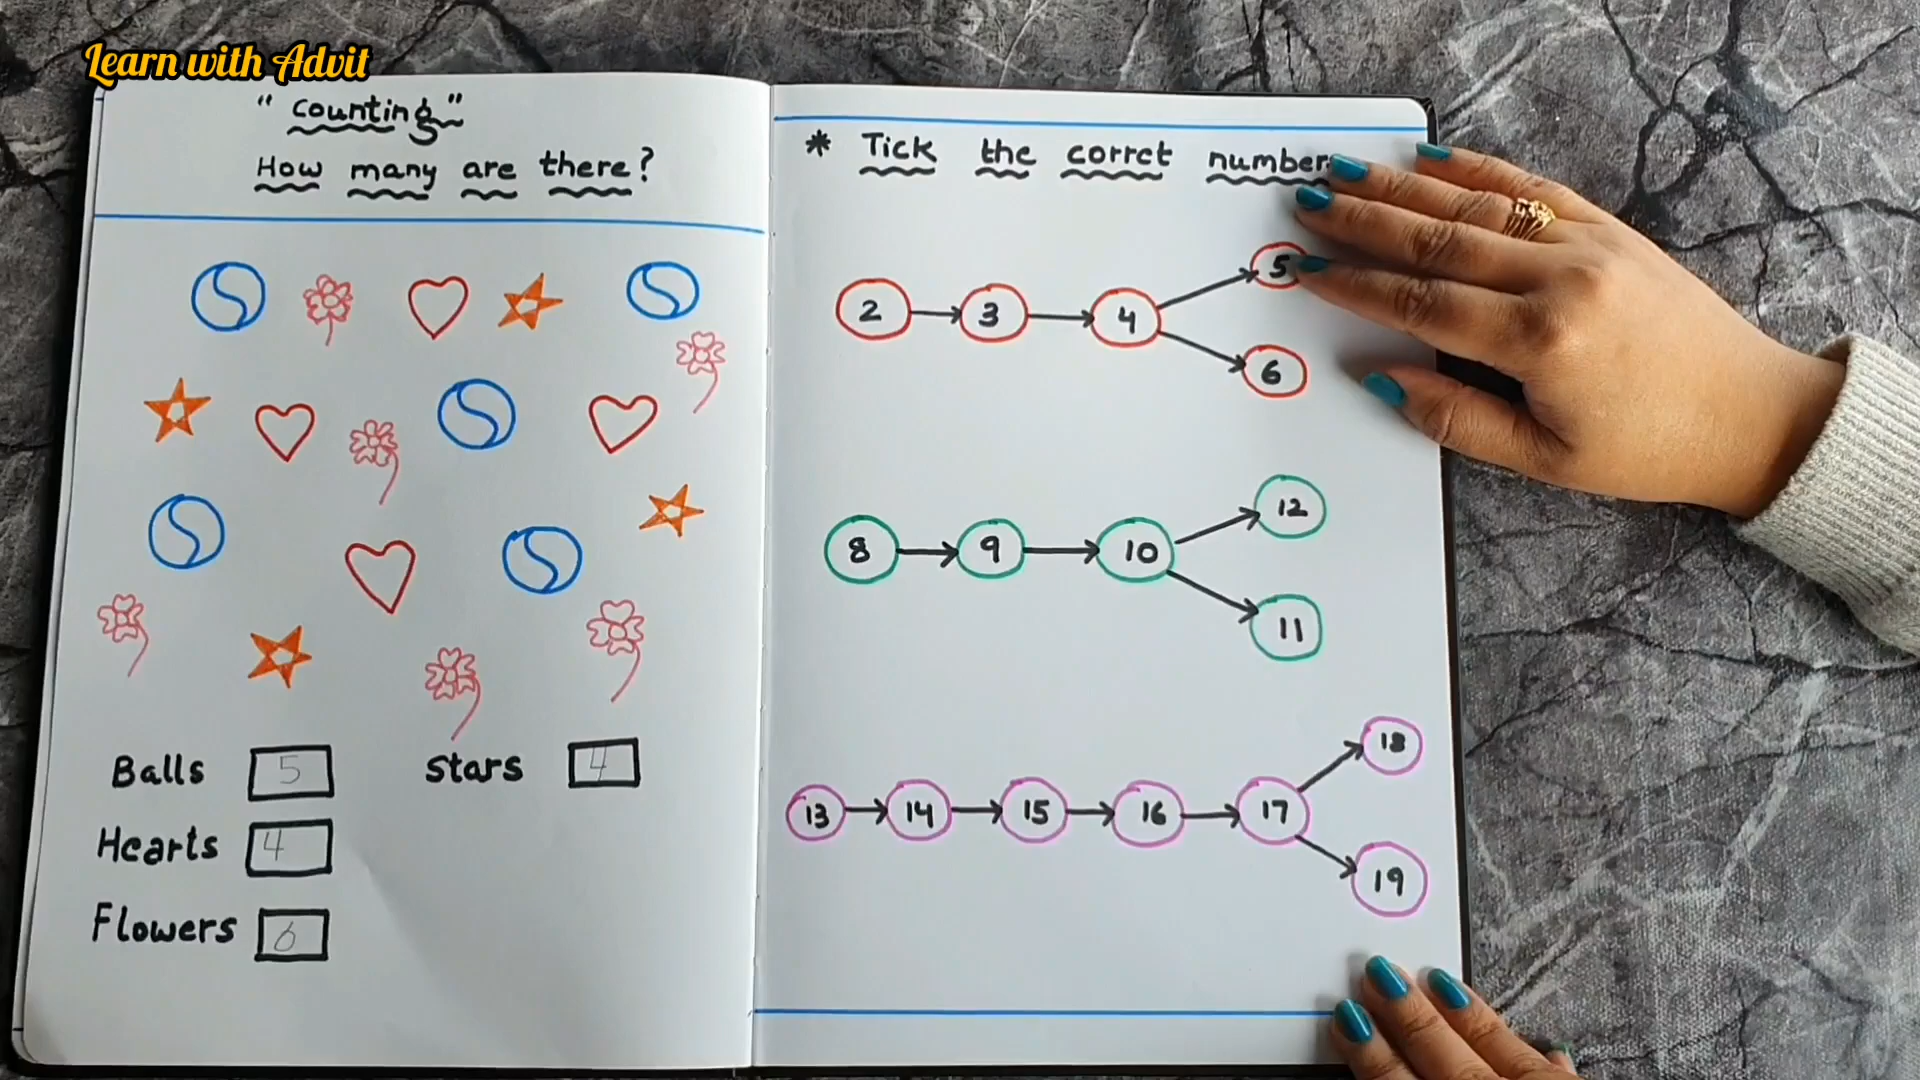 Learn with Advit
"Counting"
How many are there?
Balls 5 Stars 4
Hearts 4
Flowers 6
* Tick the corret number
2 3 4 5
6
8 9 10 12
11
13 14 15 16 17 18
19